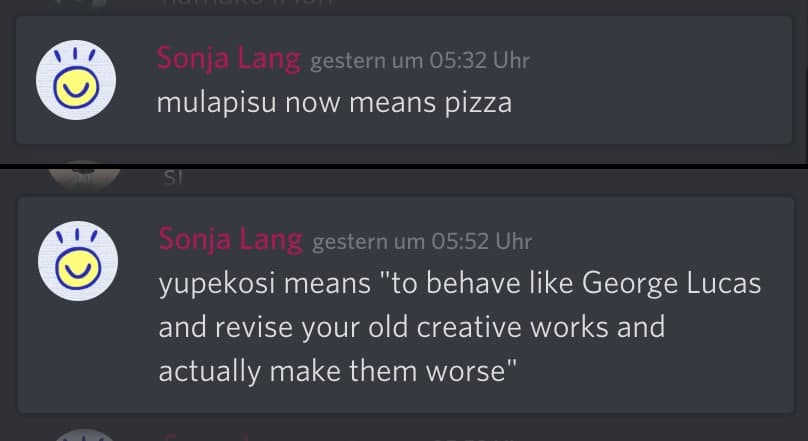 Sonja Lang gestern um 05:32 Uhr
mulapisu now means pizza
Sonja Lang gestern um 05:52 Uhr
yupekosi means "to behave like George Lucas
and revise your old creative works and
actually make them worse"